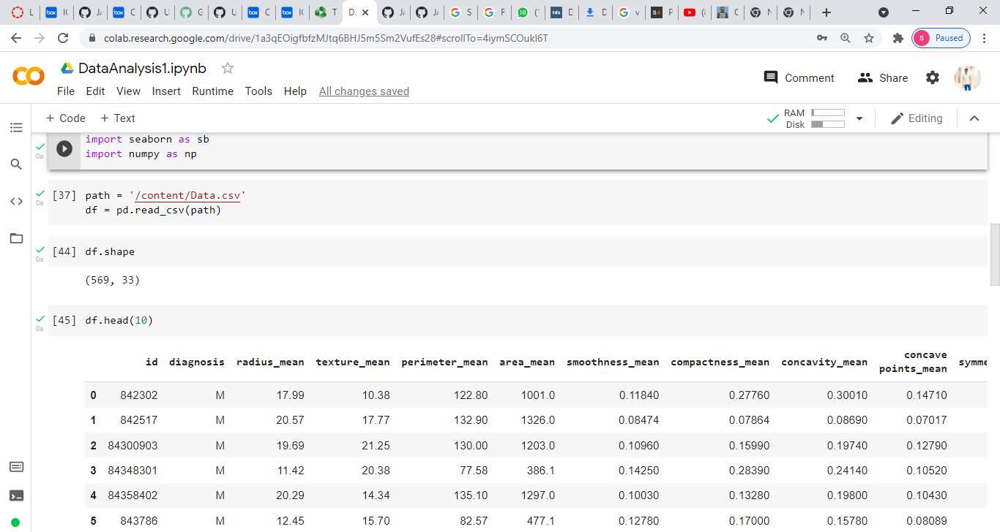 L
IC
JA
C
U
G
U
C
IC
T
Da
JA
JA
S
F
(
D
D
v
P
(8
C
N
N
colab.research.google.com/drive/1a3qEOigfbfzMJtq6BHJ5m5Sm2VufEs28#scrollTo=4iymSCOukI6T
S Paused
DataAnalysis1.ipynb
File Edit View Insert Runtime Tools Help All changes saved
Comment Share
+ Code + Text
RAM
Disk
Editing
import seaborn as sb
import numpy as np
0s
[37] path = '/content/Data.csv'
df = pd.read_csv(path)
0s
[44] df.shape
0s
(569, 33)
[45] df.head(10)
0s
id diagnosis radius_mean texture_mean perimeter_mean area_mean smoothness_mean compactness_mean concavity_mean concave points_mean symme
0 842302 M 17.99 10.38 122.80 1001.0 0.11840 0.27760 0.30010 0.14710
1 842517 M 20.57 17.77 132.90 1326.0 0.08474 0.07864 0.08690 0.07017
2 84300903 M 19.69 21.25 130.00 1203.0 0.10960 0.15990 0.19740 0.12790
3 84348301 M 11.42 20.38 77.58 386.1 0.14250 0.28390 0.24140 0.10520
4 84358402 M 20.29 14.34 135.10 1297.0 0.10030 0.13280 0.19800 0.10430
5 843786 M 12.45 15.70 82.57 477.1 0.12780 0.17000 0.15780 0.08089